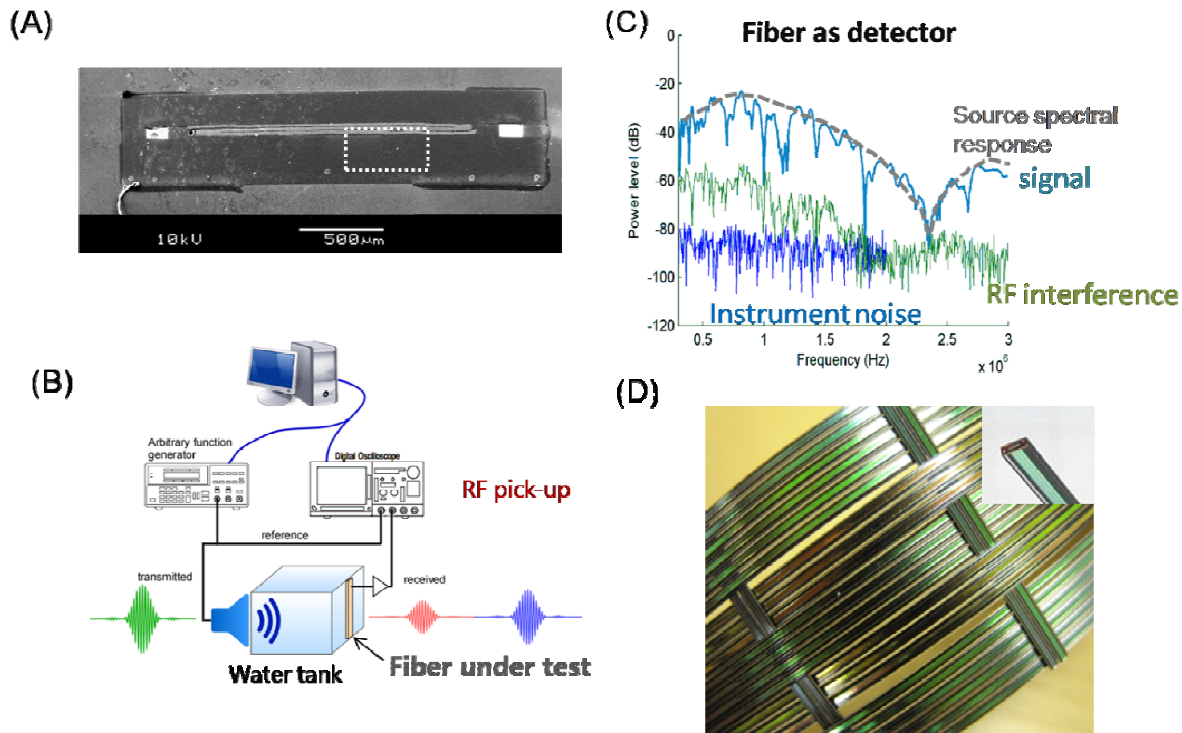 (A)
10kV
500µm
(B)
Arbitrary function
generator
Digital Oscilloscope
RF pick-up
reference
transmitted
received
Water tank
Fiber under test
(C)
Fiber as detector
Power level (dB)
0
-20
-40
-60
-80
-100
-120
Source spectral
response
signal
RF interference
Instrument noise
0.5
1
1.5
2
2.5
3
Frequency (Hz)
x 10⁶
(D)